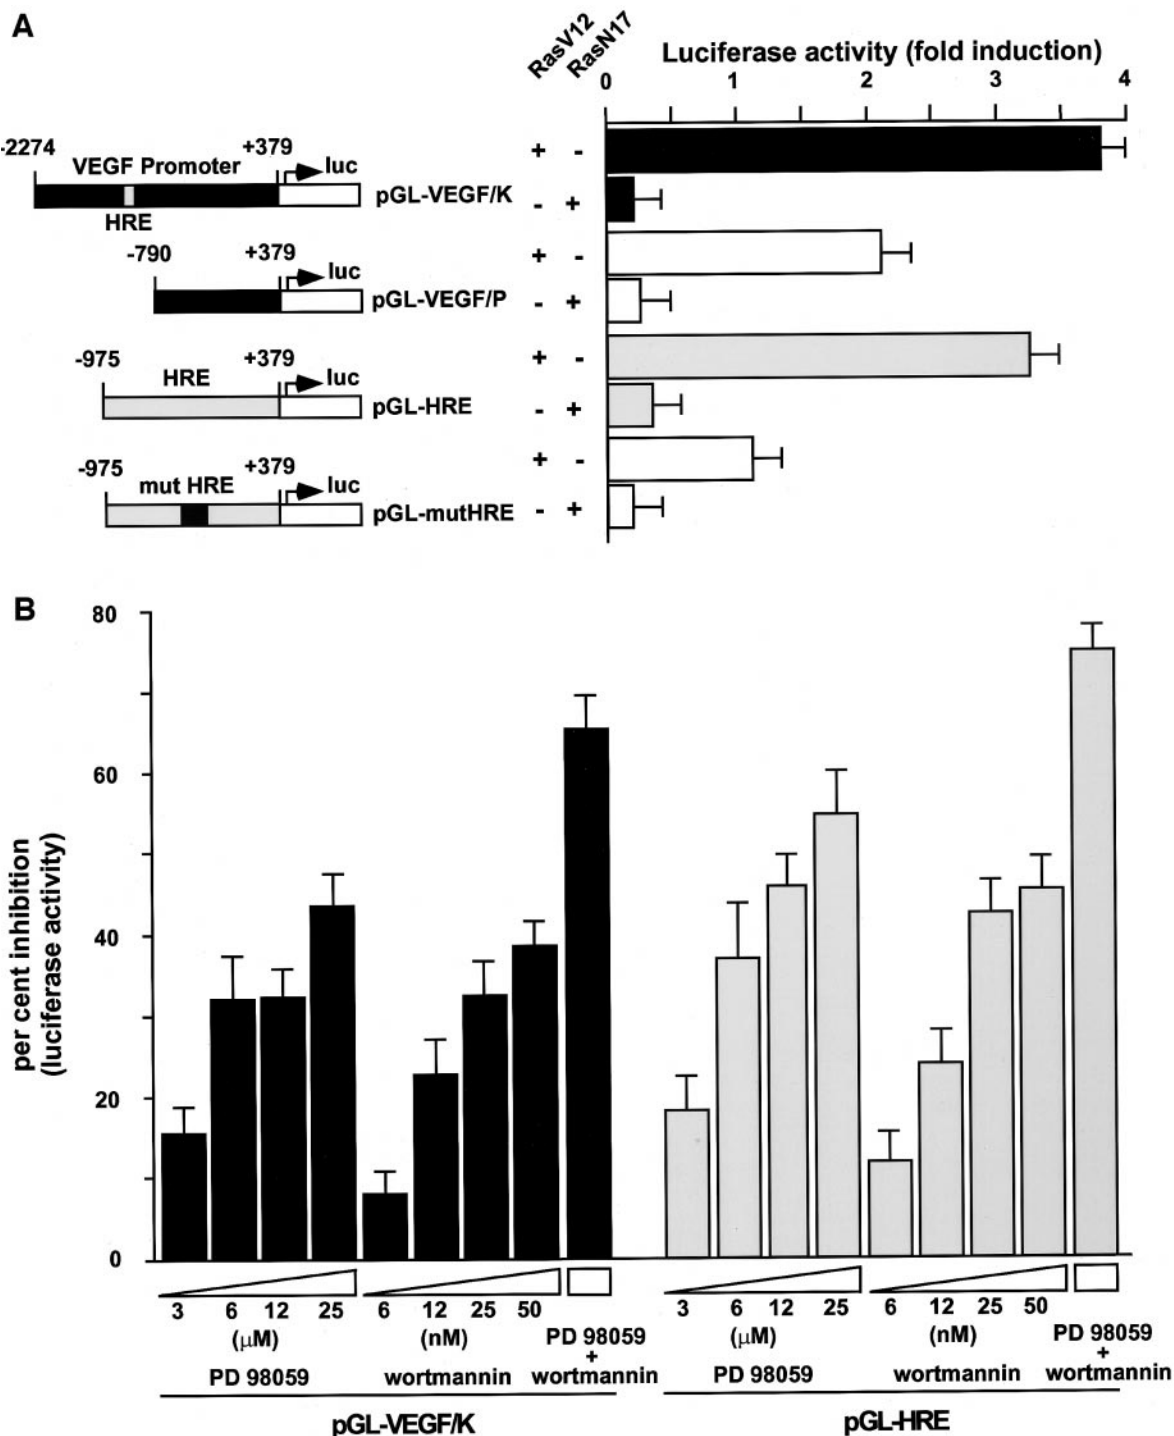 A
RasV12
RasN17
Luciferase activity (fold induction)
0 1 2 3 4
-2274 +379
VEGF Promoter
luc
pGL-VEGF/K
HRE
+ -
- +
-790 +379
luc
pGL-VEGF/P
+ -
- +
-975 +379
HRE
luc
pGL-HRE
+ -
- +
-975 +379
mut HRE
luc
pGL-mutHRE
+ -
- +
B
per cent inhibition
(luciferase activity)
80
60
40
20
0
3 6 12 25 6 12 25 50
(μM) (nM)
PD 98059 wortmannin
PD 98059
+
wortmannin
pGL-VEGF/K
3 6 12 25 6 12 25 50
(μM) (nM)
PD 98059 wortmannin
PD 98059
+
wortmannin
pGL-HRE